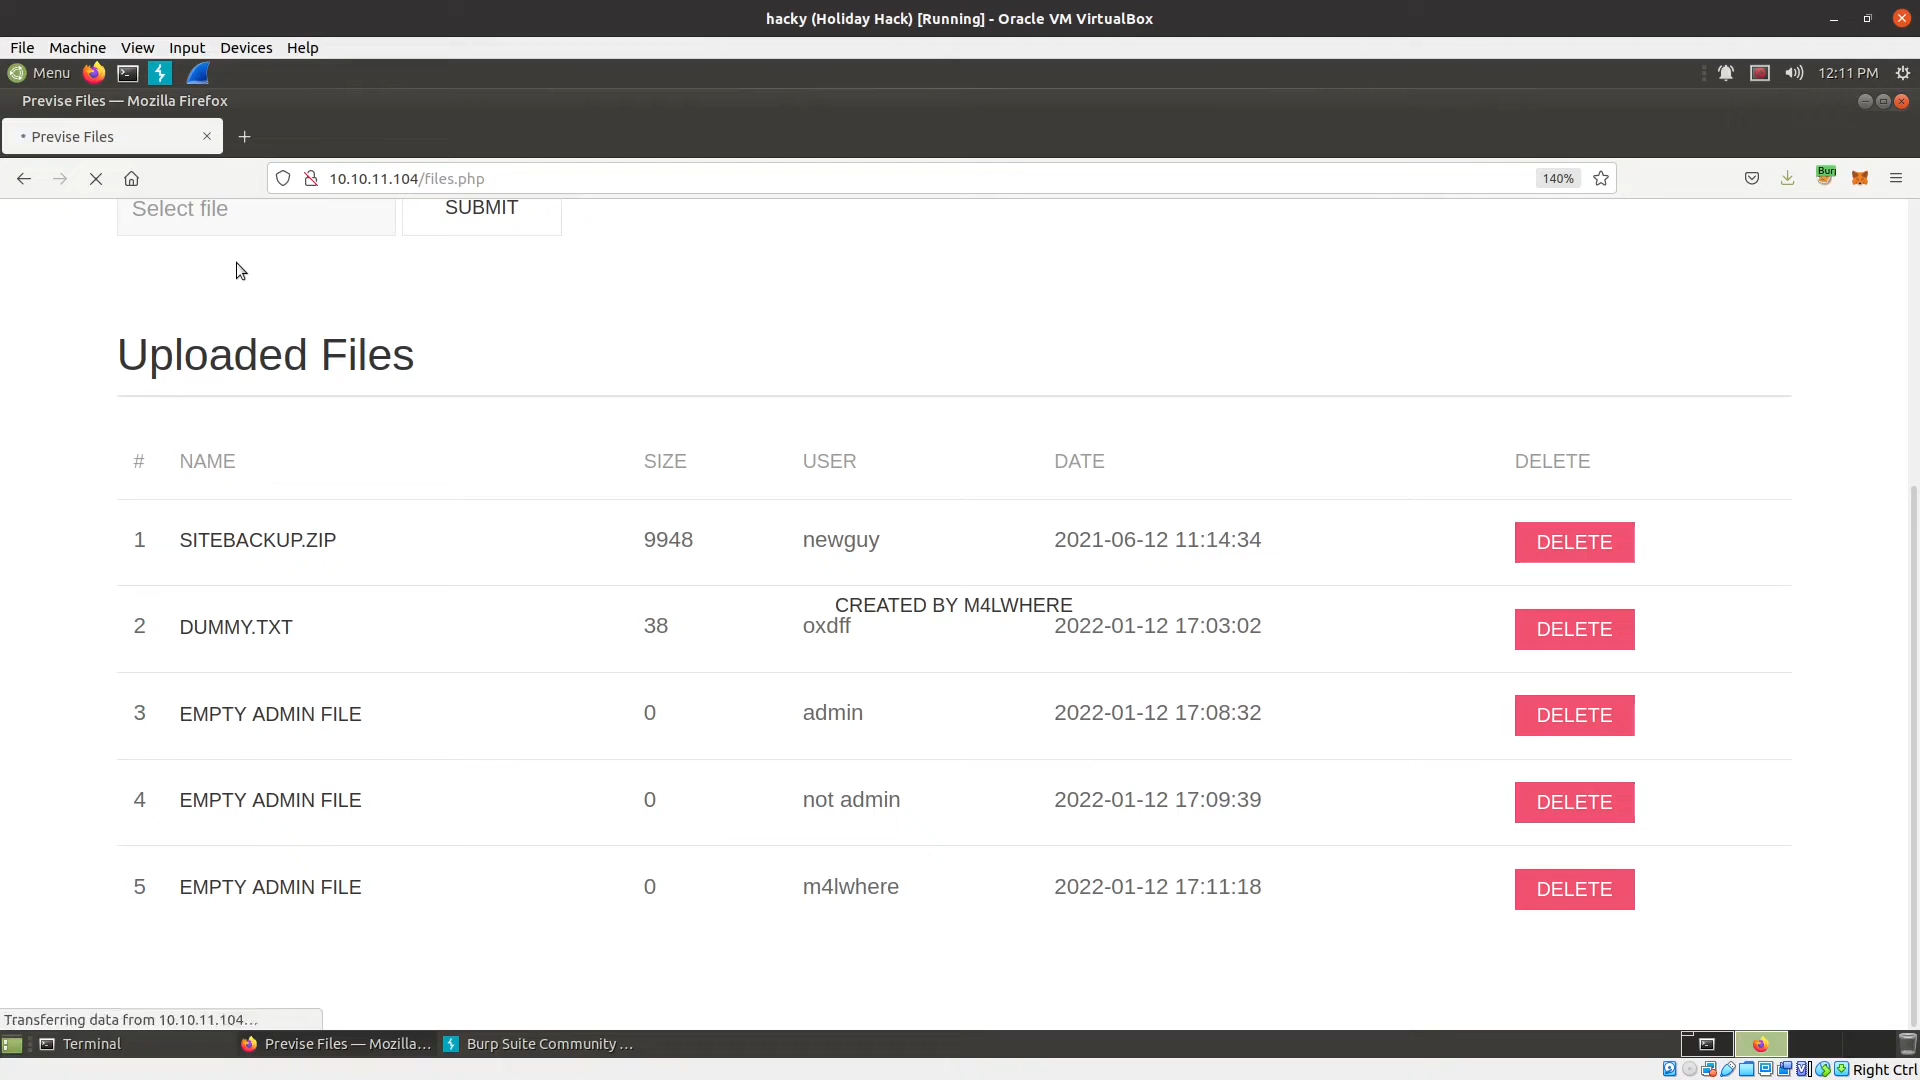 hacky (Holiday Hack) [Running] - Oracle VM VirtualBox
File Machine View Input Devices Help
Menu 12:11 PM
Previse Files — Mozilla Firefox
Previse Files
10.10.11.104/files.php 140% Burp
Select file SUBMIT
Uploaded Files
# NAME SIZE USER DATE DELETE
1 SITEBACKUP.ZIP 9948 newguy 2021-06-12 11:14:34 DELETE
CREATED BY M4LWHERE
2 DUMMY.TXT 38 oxdff 2022-01-12 17:03:02 DELETE
3 EMPTY ADMIN FILE 0 admin 2022-01-12 17:08:32 DELETE
4 EMPTY ADMIN FILE 0 not admin 2022-01-12 17:09:39 DELETE
5 EMPTY ADMIN FILE 0 m4lwhere 2022-01-12 17:11:18 DELETE
Transferring data from 10.10.11.104…
Terminal Previse Files — Mozilla... Burp Suite Community ...
Right Ctrl